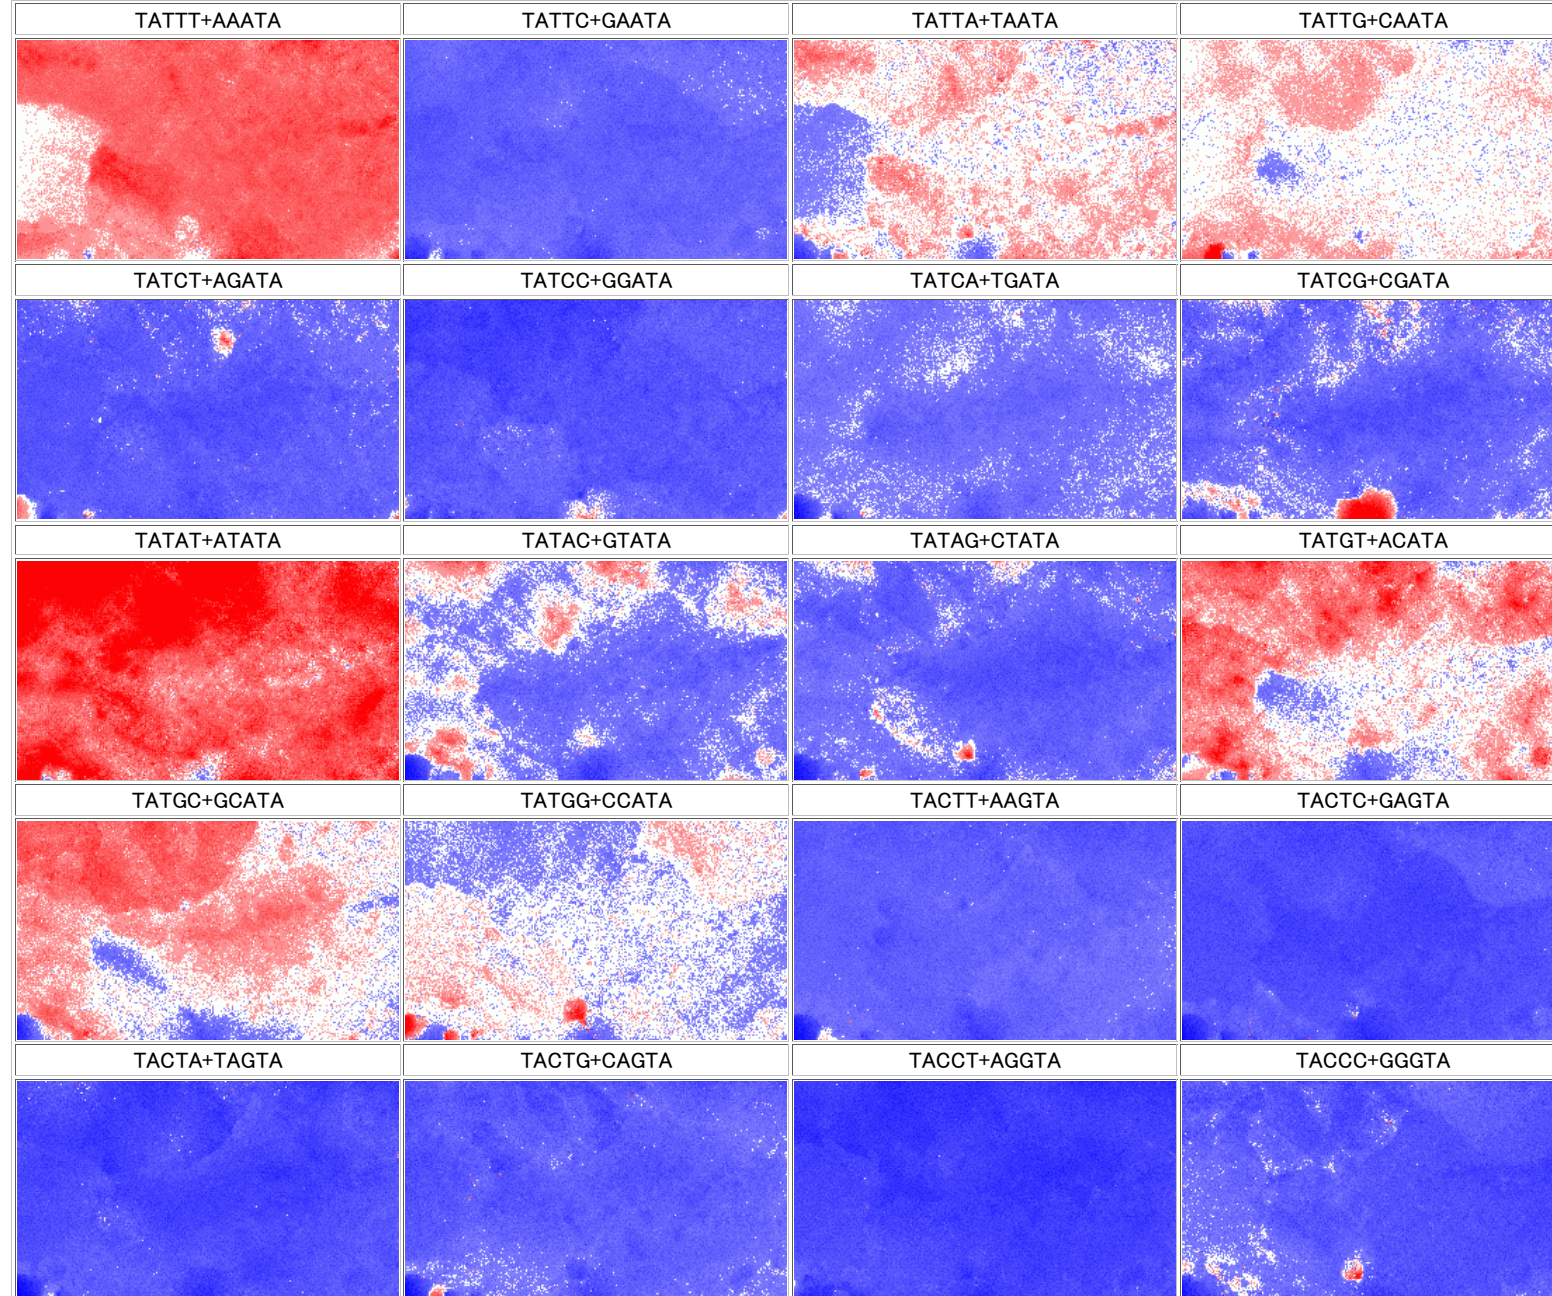 TATTT+AAATA TATTC+GAATA TATTA+TAATA TATTG+CAATA
TATCT+AGATA TATCC+GGATA TATCA+TGATA TATCG+CGATA
TATAT+ATATA TATAC+GTATA TATAG+CTATA TATGT+ACATA
TATGC+GCATA TATGG+CCATA TACTT+AAGTA TACTC+GAGTA
TACTA+TAGTA TACTG+CAGTA TACCT+AGGTA TACCC+GGGTA